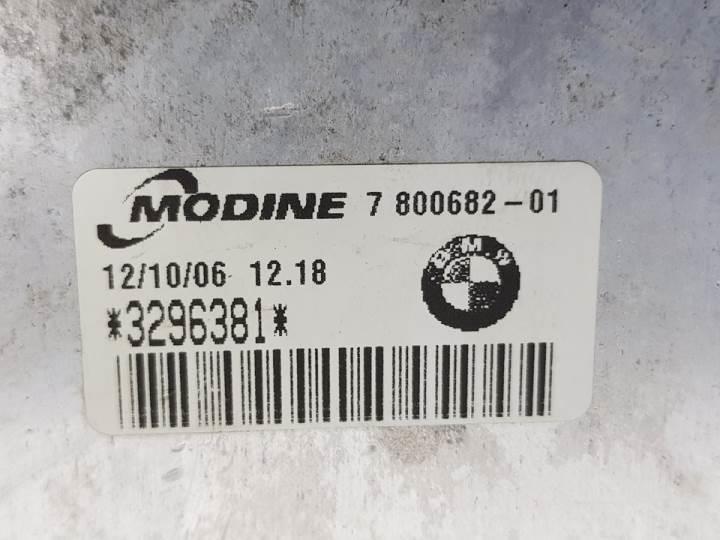 MODINE 7 800682-01
12/10/06 12.18
BMW
*3296381*